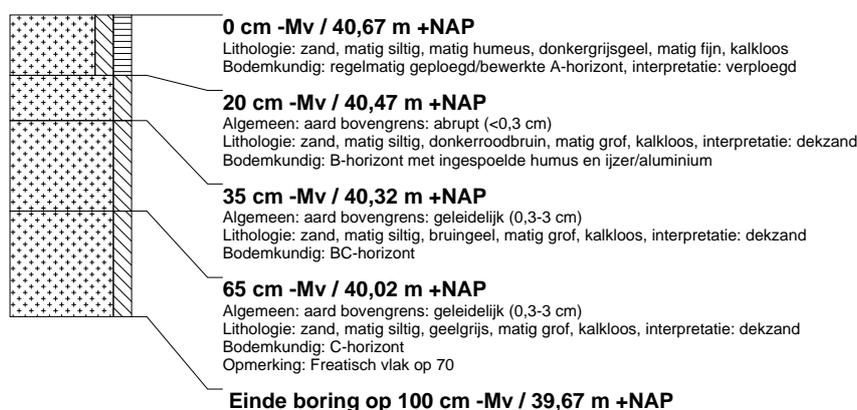 0 cm -Mv / 40,67 m +NAP
Lithologie: zand, matig siltig, matig humeus, donkergrijsgeel, matig fijn, kalkloos
Bodemkundig: regelmatig geploegd/bewerkte A-horizont, interpretatie: verploegd
20 cm -Mv / 40,47 m +NAP
Algemeen: aard bovengrens: abrupt (<0,3 cm)
Lithologie: zand, matig siltig, donkerroodbruin, matig grof, kalkloos, interpretatie: dekzand
Bodemkundig: B-horizont met ingespoelde humus en ijzer/aluminium
35 cm -Mv / 40,32 m +NAP
Algemeen: aard bovengrens: geleidelijk (0,3-3 cm)
Lithologie: zand, matig siltig, bruingeel, matig grof, kalkloos, interpretatie: dekzand
Bodemkundig: BC-horizont
65 cm -Mv / 40,02 m +NAP
Algemeen: aard bovengrens: geleidelijk (0,3-3 cm)
Lithologie: zand, matig siltig, geelgrijs, matig grof, kalkloos, interpretatie: dekzand
Bodemkundig: C-horizont
Opmerking: Freatisch vlak op 70
Einde boring op 100 cm -Mv / 39,67 m +NAP